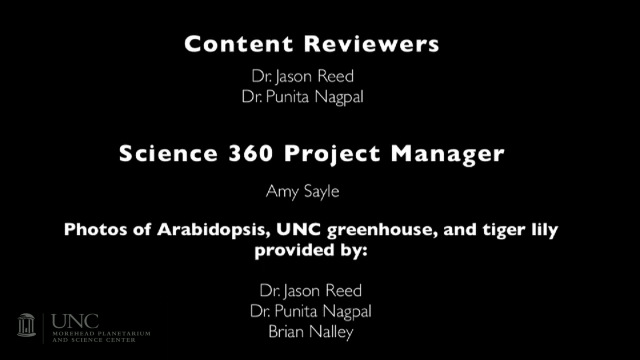 Content Reviewers
Dr. Jason Reed
Dr. Punita Nagpal
Science 360 Project Manager
Amy Sayle
Photos of Arabidopsis, UNC greenhouse, and tiger lily
provided by:
Dr. Jason Reed
Dr. Punita Nagpal
Brian Nalley
UNC
MOREHEAD PLANETARIUM
AND SCIENCE CENTER